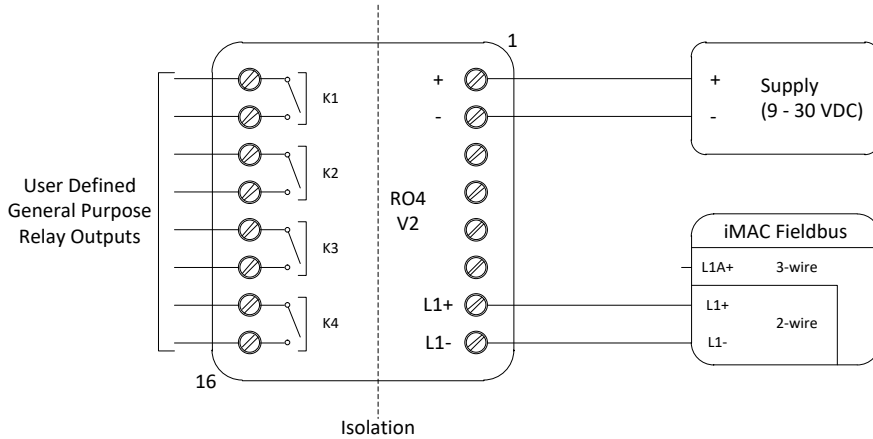 1
+
-
Supply
(9 - 30 VDC)
+
-
K1
K2
K3
K4
User Defined
General Purpose
Relay Outputs
RO4
V2
iMAC Fieldbus
L1A+
3-wire
L1+
L1-
L1+
L1-
2-wire
16
Isolation